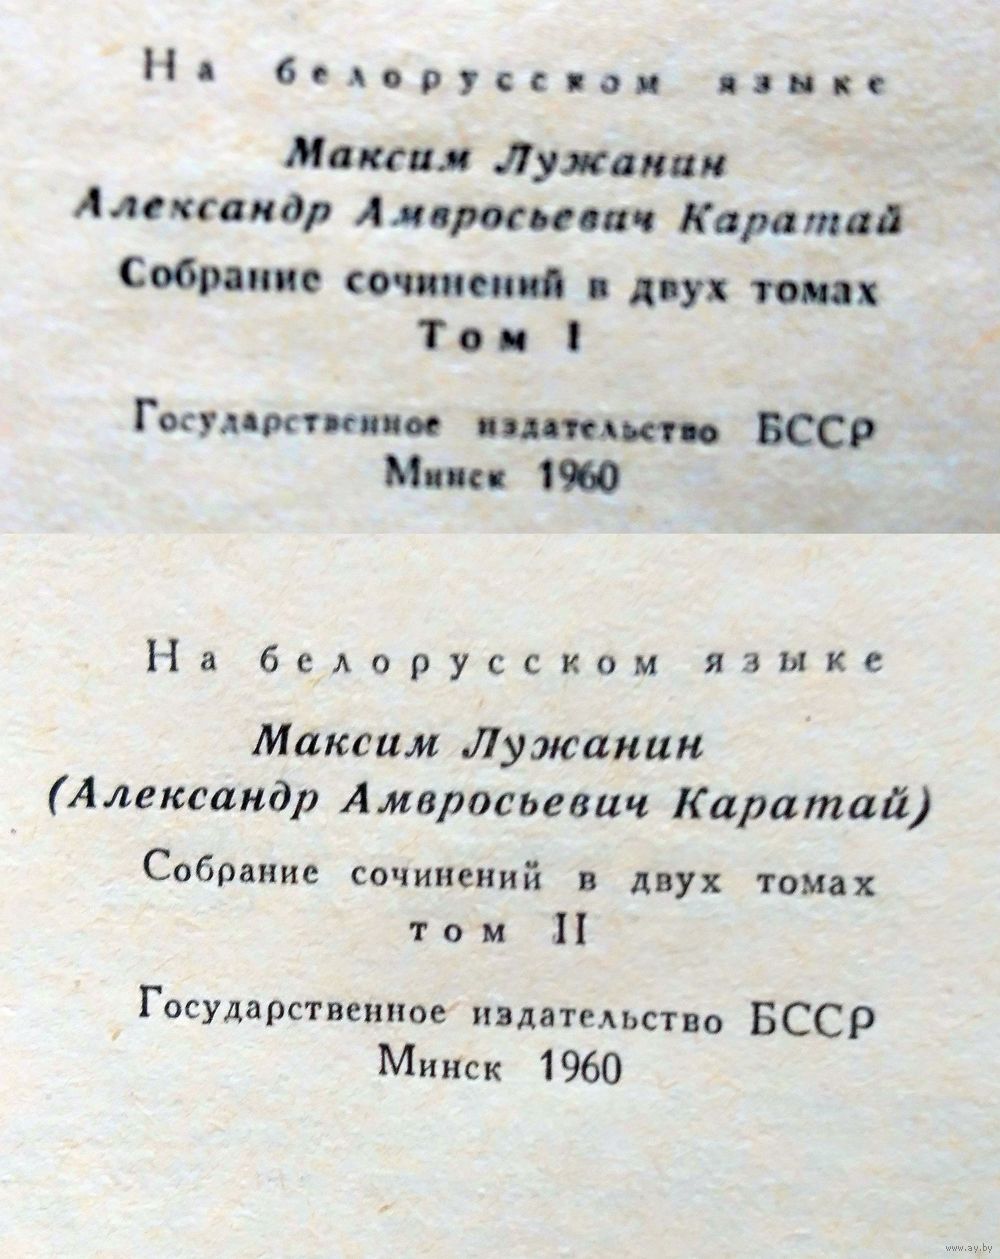 На белорусском языке
Максим Лужанин
Александр Амвросьевич Каратай
Собрание сочинений в двух томах
Том I
Государственное издательство БССР
Минск 1960
На белорусском языке
Максим Лужанин
(Александр Амвросьевич Каратай)
Собрание сочинений в двух томах
том II
Государственное издательство БССР
Минск 1960
www.ay.by